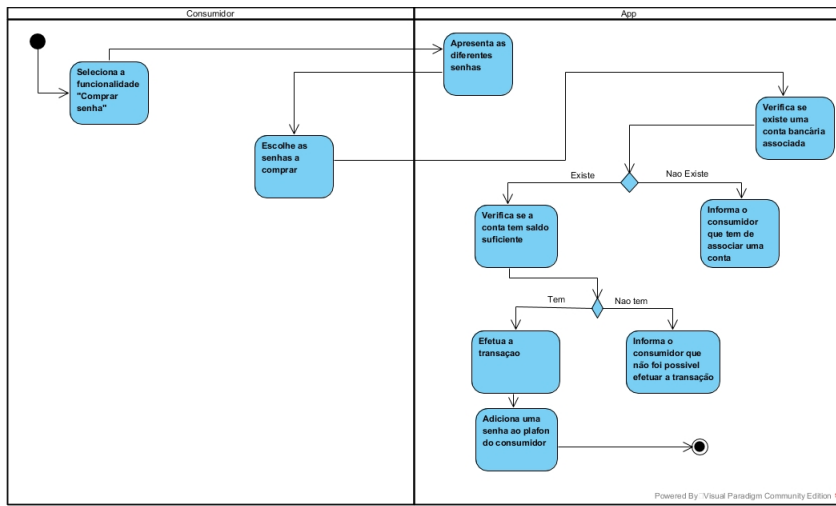 Consumidor
App
Seleciona a
funcionalidade
"Comprar
senha"
Apresenta as
diferentes
senhas
Escolhe as
senhas a
comprar
Verifica se
existe uma
conta bancària
associada
Existe
Nao Existe
Verifica se a
conta tem saldo
suficiente
Informa o
consumidor
que tem de
associar uma
conta
Tem
Nao tem
Efetua a
transaçao
Informa o
consumidor que
não foi possivel
efetuar a transação
Adiciona uma
senha ao plafon
do consumidor
Powered By Visual Paradigm Community Edition